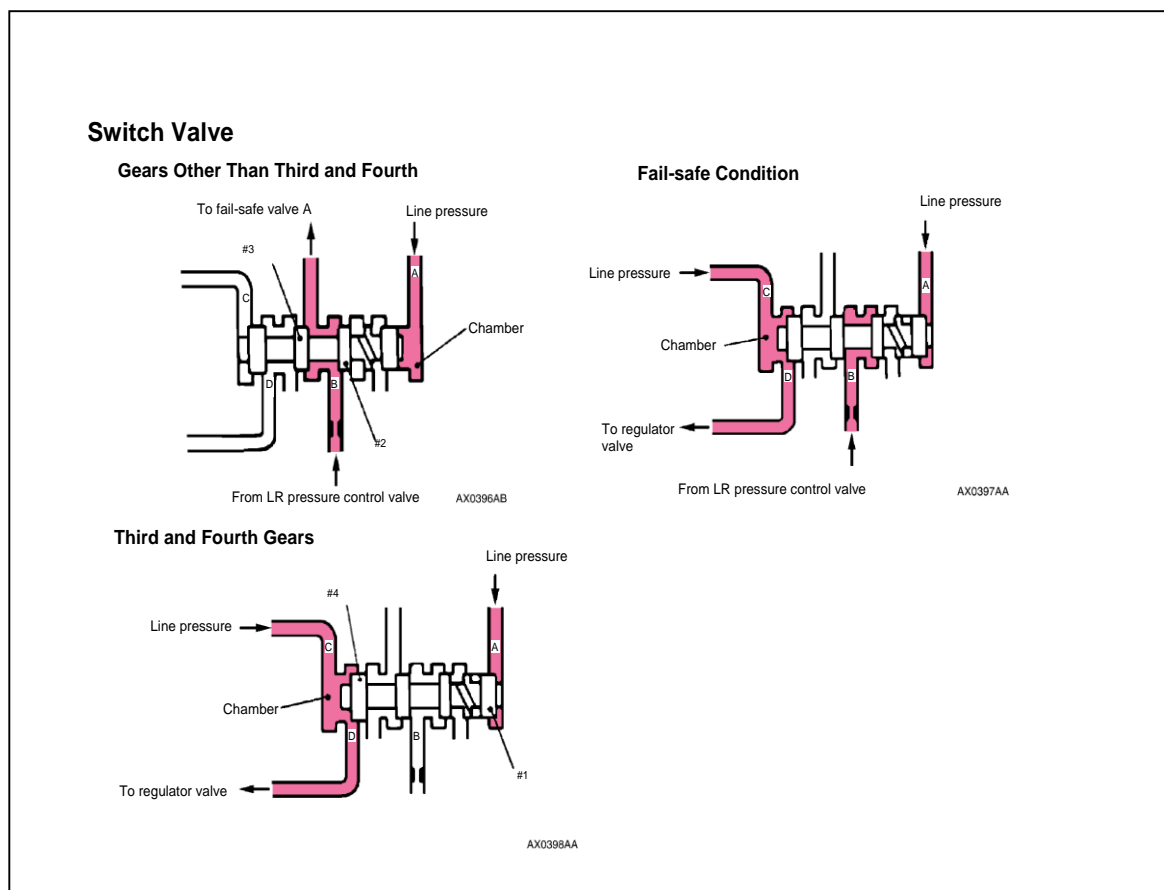 Switch Valve
Gears Other Than Third and Fourth
To fail-safe valve A
Line pressure
#3
A
C
Chamber
D
B
#2
From LR pressure control valve
AX0396AB
Fail-safe Condition
Line pressure
Line pressure
A
C
Chamber
D
B
To regulator
valve
From LR pressure control valve
AX0397AA
Third and Fourth Gears
Line pressure
#4
Line pressure
C
A
Chamber
D
B
#1
To regulator valve
AX0398AA